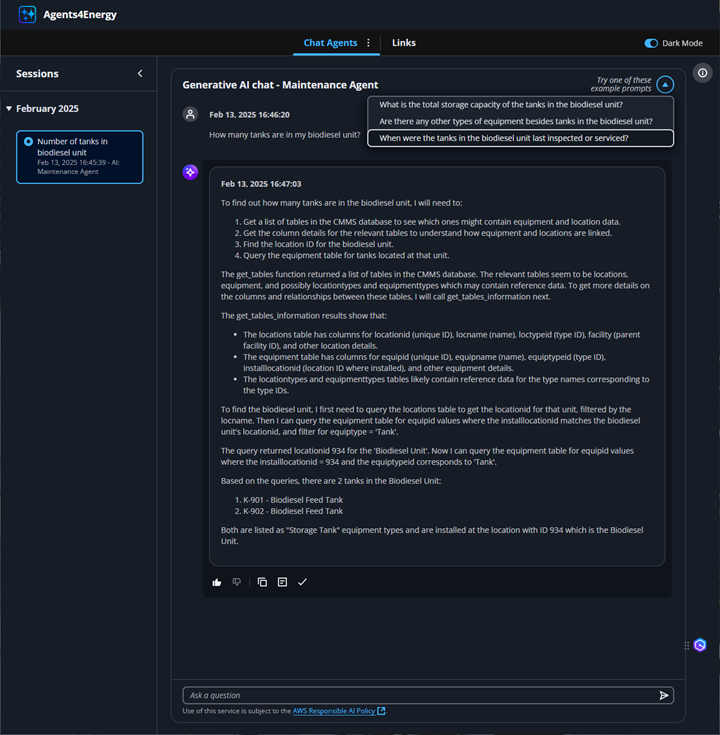 Agents4Energy
Chat Agents
Links
Dark Mode
Sessions
February 2025
Number of tanks in
biodiesel unit
Feb 13, 2025 16:45:39 - AI:
Maintenance Agent
Generative AI chat - Maintenance Agent
Try one of these
example prompts
What is the total storage capacity of the tanks in the biodiesel unit?
Are there any other types of equipment besides tanks in the biodiesel unit?
When were the tanks in the biodiesel unit last inspected or serviced?
Feb 13, 2025 16:46:20
How many tanks are in my biodiesel unit?
Feb 13, 2025 16:47:03
To find out how many tanks are in the biodiesel unit, I will need to:
1. Get a list of tables in the CMMS database to see which ones might contain equipment and location data.
2. Get the column details for the relevant tables to understand how equipment and locations are linked.
3. Find the location ID for the biodiesel unit.
4. Query the equipment table for tanks located at that unit.
The get_tables function returned a list of tables in the CMMS database. The relevant tables seem to be locations,
equipment, and possibly locationtypes and equipmenttypes which may contain reference data. To get more details on
the columns and relationships between these tables, I will call get_tables_information next.
The get_tables_information results show that:
• The locations table has columns for locationid (unique ID), locname (name), loctypeid (type ID), facility (parent
facility ID), and other location details.
• The equipment table has columns for equipid (unique ID), equipname (name), equiptypeid (type ID),
installlocationid (location ID where installed), and other equipment details.
• The locationtypes and equipmenttypes tables likely contain reference data for the type names corresponding to
the type IDs.
To find the biodiesel unit, I first need to query the locations table to get the locationid for that unit, filtered by the
locname. Then I can query the equipment table for equipid values where the installlocationid matches the biodiesel
unit's locationid, and filter for equiptype = 'Tank'.
The query returned locationid 934 for the 'Biodiesel Unit'. Now I can query the equipment table for equipid values
where the installlocationid = 934 and the equiptypeid corresponds to 'Tank'.
Based on the queries, there are 2 tanks in the Biodiesel Unit:
1. K-901 - Biodiesel Feed Tank
2. K-902 - Biodiesel Feed Tank
Both are listed as "Storage Tank" equipment types and are installed at the location with ID 934 which is the Biodiesel
Unit.
Ask a question
Use of this service is subject to the AWS Responsible AI Policy.